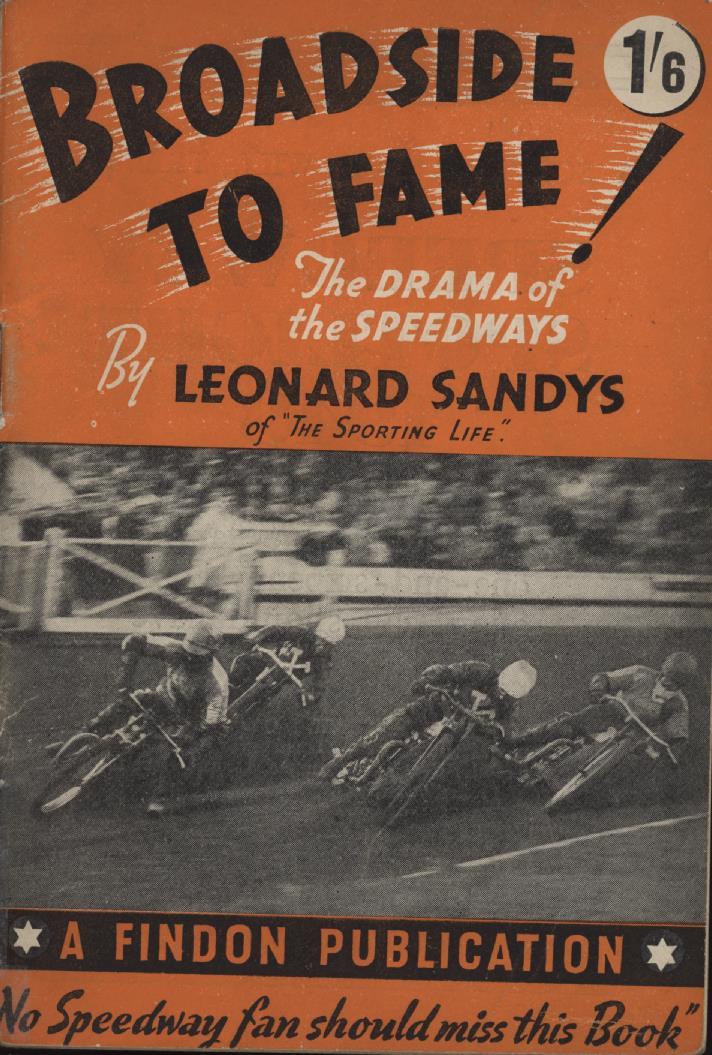 BROADSIDE
1'/6
TO FAME!
The DRAMA of
the SPEEDWAYS
By LEONARD SANDYS
of "THE SPORTING LIFE".
A FINDON PUBLICATION
No Speedway fan should miss this Book"